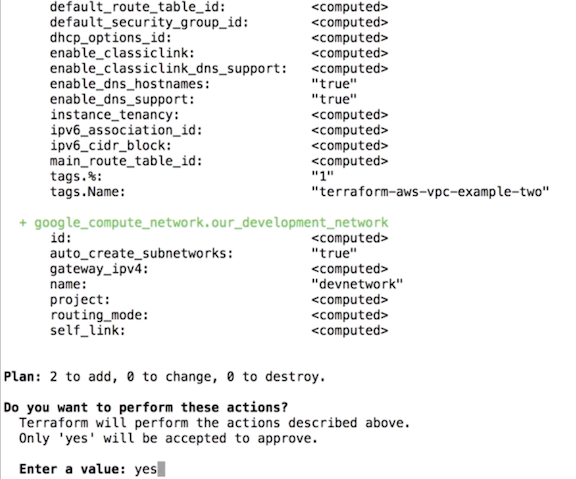 default_route_table_id: <computed>
default_security_group_id: <computed>
dhcp_options_id: <computed>
enable_classiclink: <computed>
enable_classiclink_dns_support: <computed>
enable_dns_hostnames: "true"
enable_dns_support: "true"
instance_tenancy: <computed>
ipv6_association_id: <computed>
ipv6_cidr_block: <computed>
main_route_table_id: <computed>
tags.%: "1"
tags.Name: "terraform-aws-vpc-example-two"
+ google_compute_network.our_development_network
id: <computed>
auto_create_subnetworks: "true"
gateway_ipv4: <computed>
name: "devnetwork"
project: <computed>
routing_mode: <computed>
self_link: <computed>
Plan: 2 to add, 0 to change, 0 to destroy.
Do you want to perform these actions?
Terraform will perform the actions described above.
Only 'yes' will be accepted to approve.
Enter a value: yes